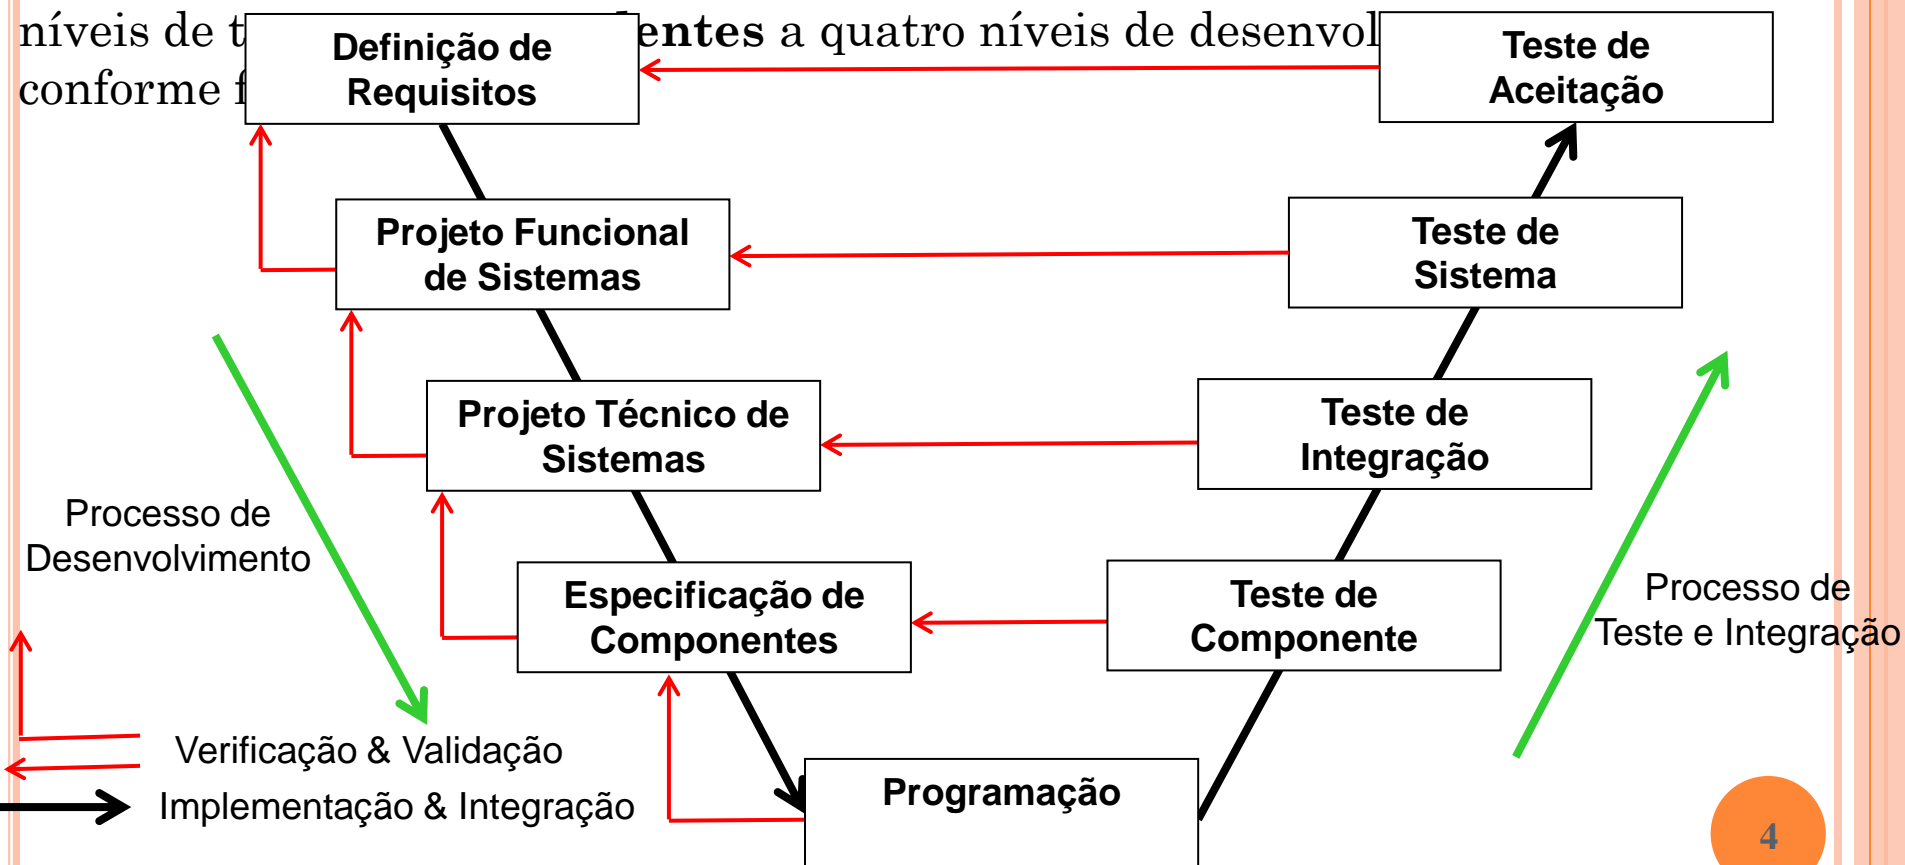 níveis de t entes a quatro níveis de desenvol
conforme f
Definição de
Requisitos
Teste de
Aceitação
Projeto Funcional
de Sistemas
Teste de
Sistema
Projeto Técnico de
Sistemas
Teste de
Integração
Processo de
Desenvolvimento
Especificação de
Componentes
Teste de
Componente
Processo de
Teste e Integração
Verificação & Validação
Implementação & Integração
Programação
4